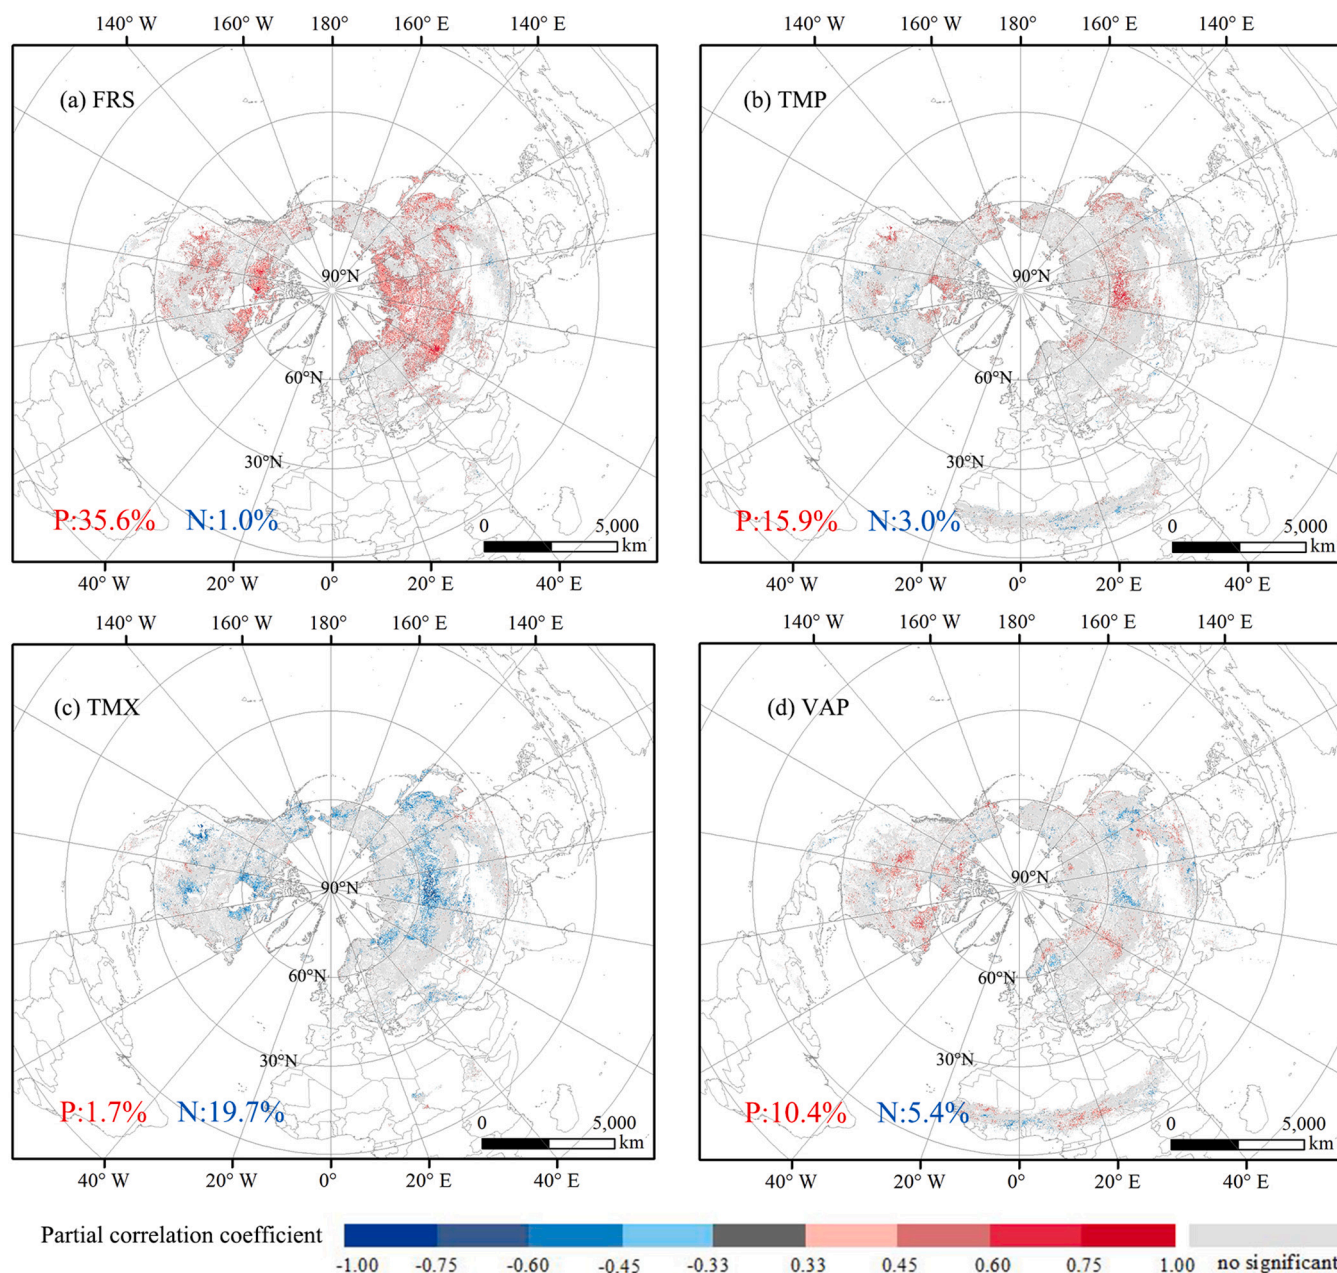 140° W 160° W 180° 160° E 140° E
(a) FRS
90°N
60°N
30°N
P:35.6% N:1.0%
0 5,000
km
40° W 20° W 0° 20° E 40° E
140° W 160° W 180° 160° E 140° E
(b) TMP
90°N
60°N
30°N
P:15.9% N:3.0%
0 5,000
km
40° W 20° W 0° 20° E 40° E
140° W 160° W 180° 160° E 140° E
(c) TMX
90°N
60°N
30°N
P:1.7% N:19.7%
0 5,000
km
40° W 20° W 0° 20° E 40° E
140° W 160° W 180° 160° E 140° E
(d) VAP
90°N
60°N
30°N
P:10.4% N:5.4%
0 5,000
km
40° W 20° W 0° 20° E 40° E
Partial correlation coefficient
-1.00 -0.75 -0.60 -0.45 -0.33 0.33 0.45 0.60 0.75 1.00 no significant